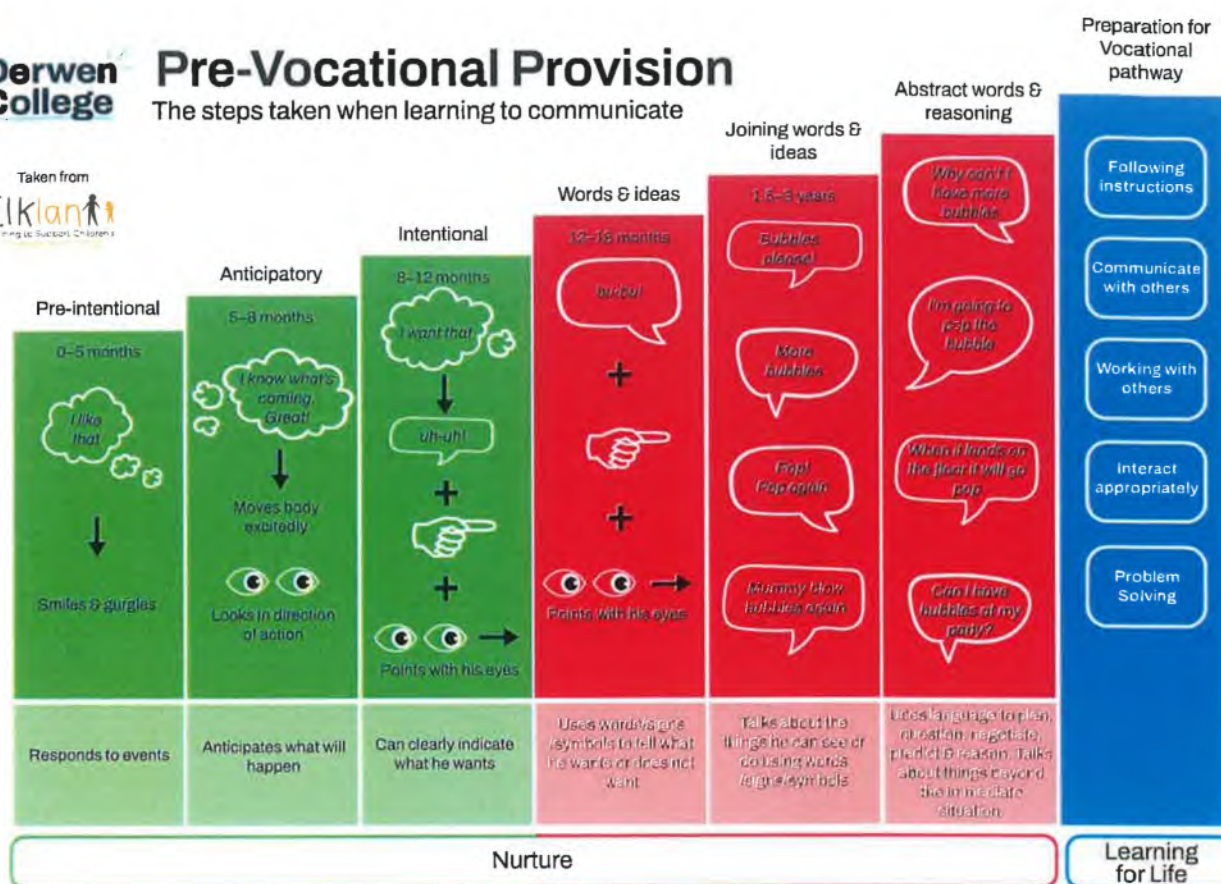 Derwen
College
Pre-Vocational Provision
The steps taken when learning to communicate
Taken from
Elklan
Pre-intentional
0–5 months
I like
that
Smiles & gurgles
Responds to events
Anticipatory
5–8 months
I know what's
coming.
Great!
Moves body
excitedly
Looks in direction
of action
Anticipates what will
happen
Intentional
8–12 months
I want that
uh-uh!
+
+
Points with his eyes
Can clearly indicate
what he wants
Words & ideas
12–18 months
bu-bu!
+
+
Points with his eyes
Uses words/signs
/symbols to tell what
he wants or does not
want
Joining words &
ideas
1.5–3 years
Bubbles
please!
More
bubbles
Pop!
Pop again
Mummy blow
bubbles again
Talks about the
things he can see or
do using words
/signs/symbols
Abstract words &
reasoning
Why can't I
have more
bubbles
I'm going to
pop the
bubble
When it lands on
the floor it will go
pop
Can I have
bubbles at my
party?
Uses language to plan,
question, negotiate,
predict & reason. Talks
about things beyond
the immediate
situation
Preparation for
Vocational
pathway
Following
instructions
Communicate
with others
Working with
others
Interact
appropriately
Problem
Solving
Nurture
Learning
for Life